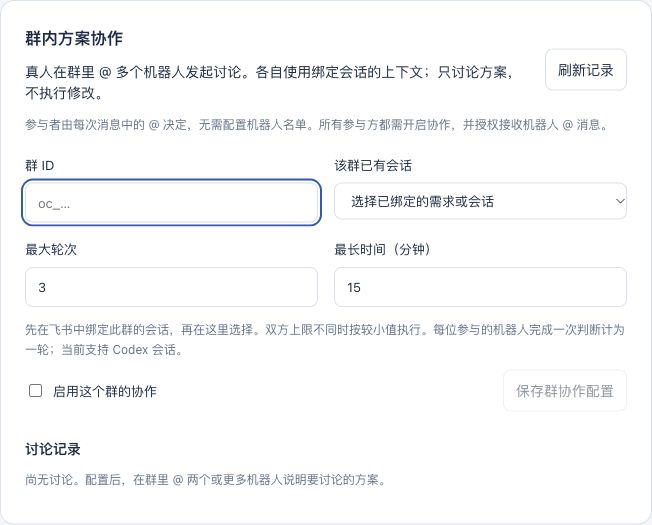 群内方案协作
真人在群里 @ 多个机器人发起讨论。各自使用绑定会话的上下文；只讨论方案，
不执行修改。
刷新记录
参与者由每次消息中的 @ 决定，无需配置机器人名单。所有参与方都需开启协作，并授权接收机器人 @ 消息。
群 ID
该群已有会话
oc_...
选择已绑定的需求或会话
最大轮次
最长时间（分钟）
3
15
先在飞书中绑定此群的会话，再在这里选择。双方上限不同时按较小值执行。每位参与的机器人完成一次判断计为
一轮；当前支持 Codex 会话。
启用这个群的协作
保存群协作配置
讨论记录
尚无讨论。配置后，在群里 @ 两个或更多机器人说明要讨论的方案。